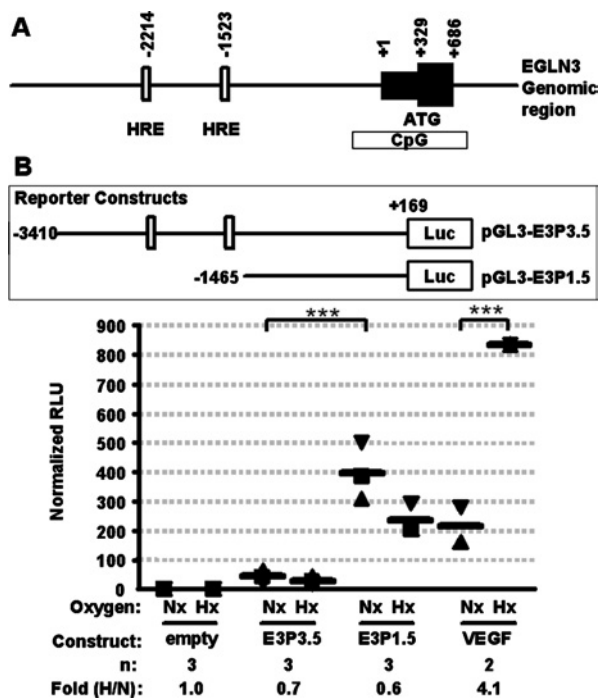 A
-2214
-1523
+1
+329
+686
EGLN3
Genomic
region
HRE
HRE
ATG
CpG
B
Reporter Constructs
+169
-3410
Luc
pGL3-E3P3.5
-1465
Luc
pGL3-E3P1.5
***
***
900
800
700
600
500
400
300
200
100
0
Normalized RLU
Oxygen: Nx Hx Nx Hx Nx Hx Nx Hx
Construct: empty E3P3.5 E3P1.5 VEGF
n: 3 3 3 2
Fold (H/N) 1.0 0.7 0.6 4.1